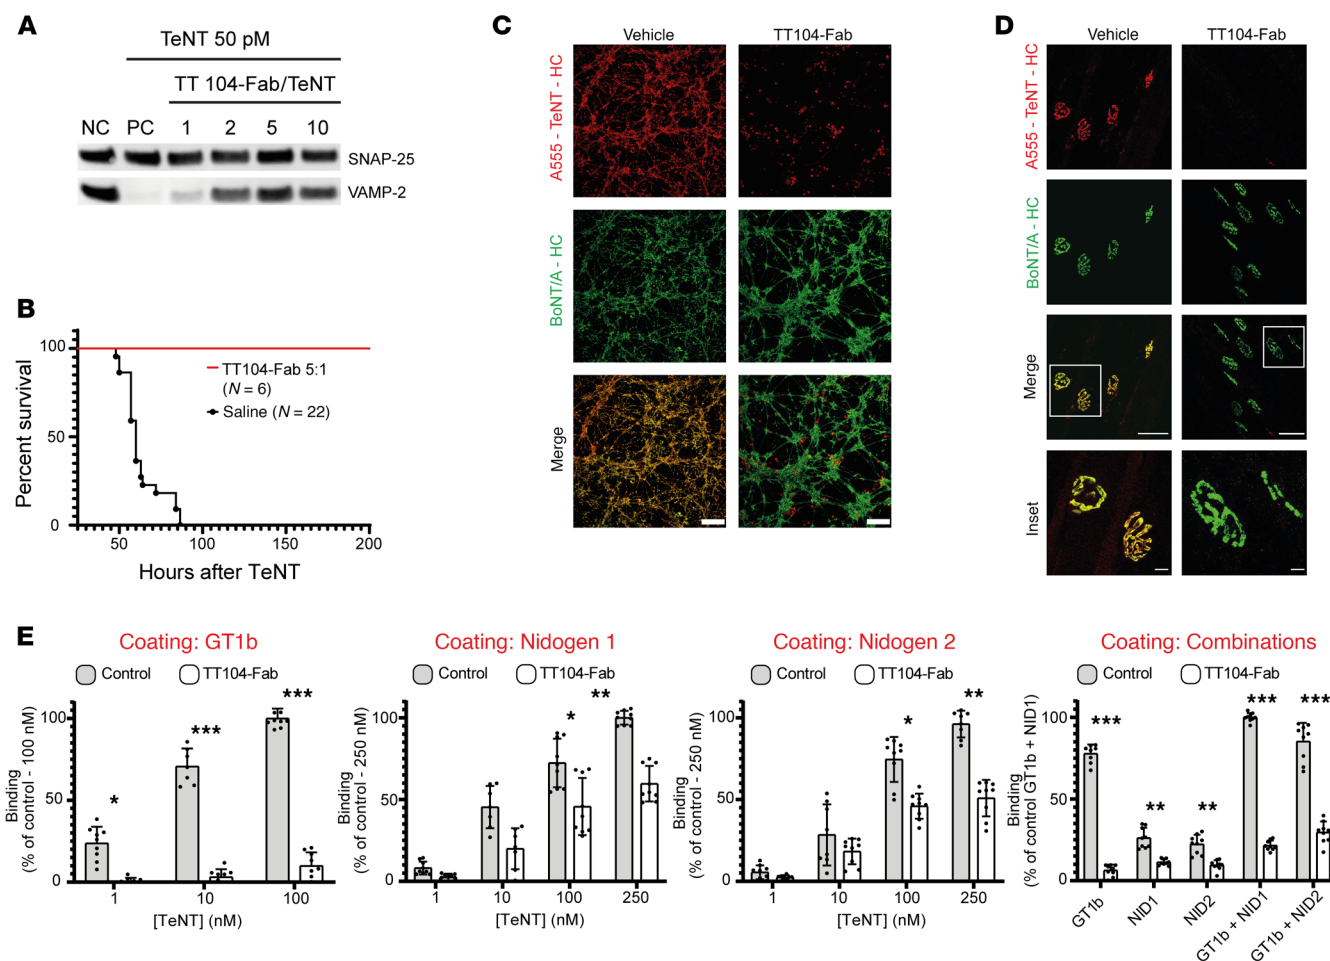 A
TeNT 50 pM
TT 104-Fab/TeNT
NC PC 1 2 5 10
SNAP-25
VAMP-2
B
Percent survival
100
50
0
TT104-Fab 5:1
(N = 6)
Saline (N = 22)
50 100 150 200
Hours after TeNT
C
Vehicle TT104-Fab
A555 - TeNT - HC
BoNT/A - HC
Merge
D
Vehicle TT104-Fab
A555 - TeNT - HC
BoNT/A - HC
Merge
Inset
E
Coating: GT1b
Control TT104-Fab
Binding
(% of control - 100 nM)
100
50
0
* *** ***
1 10 100
[TeNT] (nM)
Coating: Nidogen 1
Control TT104-Fab
Binding
(% of control - 250 nM)
100
50
0
* **
1 10 100 250
[TeNT] (nM)
Coating: Nidogen 2
Control TT104-Fab
Binding
(% of control - 250 nM)
100
50
0
* **
1 10 100 250
[TeNT] (nM)
Coating: Combinations
Control TT104-Fab
Binding
(% of control GT1b + NID1)
100
50
0
*** ** ** *** ***
GT1b
NID1
NID2
GT1b + NID1
GT1b + NID2